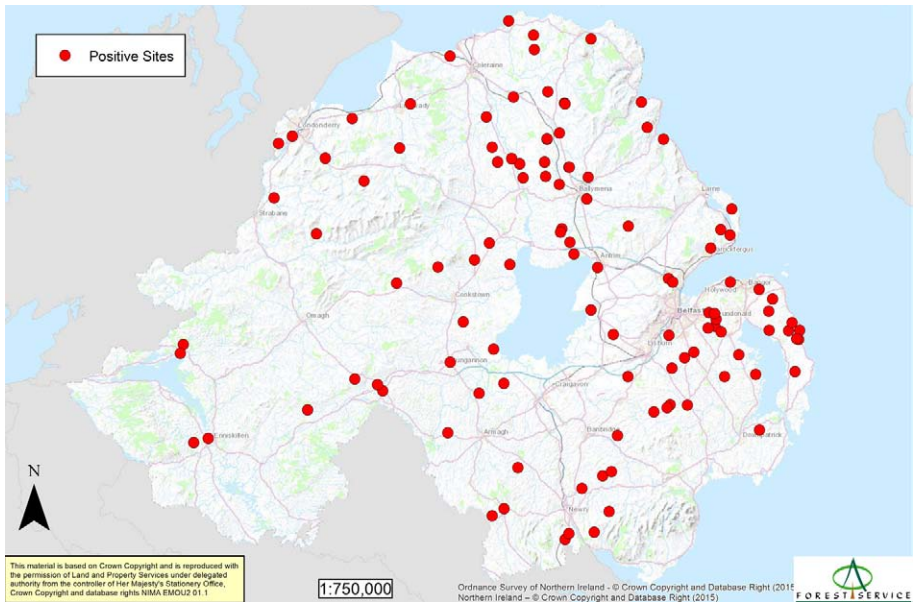 Positive Sites
Coleraine
Londonderry
Strabane
Ballymena
Larne
Carrickfergus
Antrim
Cookstown
Omagh
Bangor
Holywood
Belfast
Dundonald
Lisburn
Dungannon
Craigavon
Enniskillen
Armagh
Banbridge
Downpatrick
Newry
N
This material is based on Crown Copyright and is reproduced with
the permission of Land and Property Services under delegated
authority from the controller of Her Majesty's Stationery Office,
Crown Copyright and database rights NIMA EMOU2 01.1
1:750,000
Ordnance Survey of Northern Ireland - © Crown Copyright and Database Right (2015
Northern Ireland – © Crown Copyright and Database Right (2015)
FOREST SERVICE